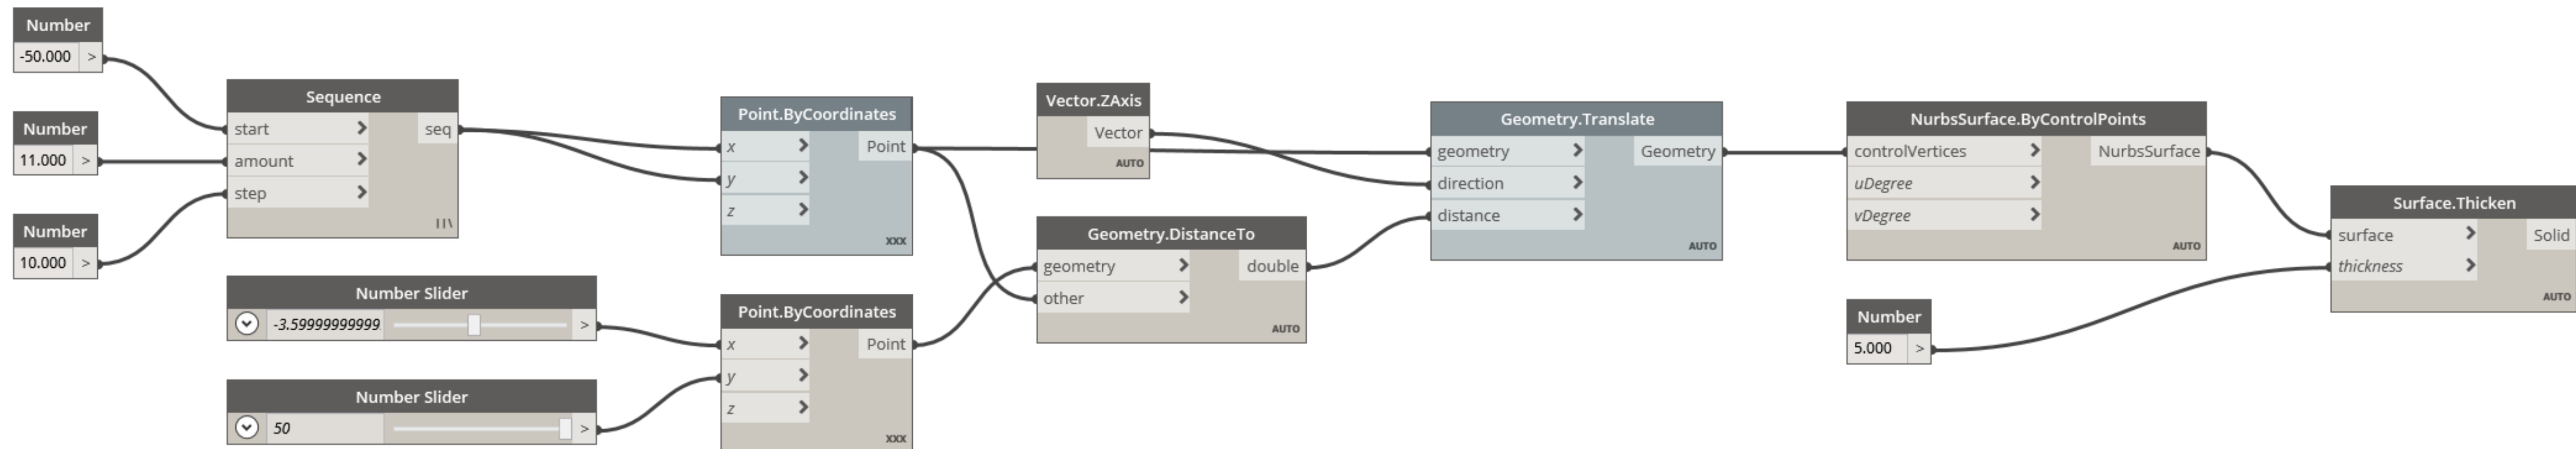 Number
-50.000 >
Number
11.000 >
Number
10.000 >
Sequence
start > seq
amount >
step >
Number Slider
-3.59999999999 >
Number Slider
50 >
Point.ByCoordinates
x > Point
y >
z >
XXX
Point.ByCoordinates
x > Point
y >
z >
XXX
Vector.ZAxis
Vector
AUTO
Geometry.DistanceTo
geometry > double
other >
AUTO
Geometry.Translate
geometry > Geometry
direction >
distance >
AUTO
NurbsSurface.ByControlPoints
controlVertices > NurbsSurface
uDegree >
vDegree >
AUTO
Number
5.000 >
Surface.Thicken
surface > Solid
thickness >
AUTO